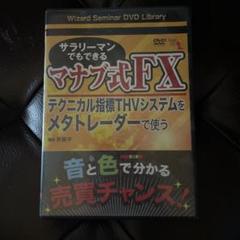 Wizard Seminar DVD Library
サラリーマン
でもできる
DVD
マナブ式FX
テクニカル指標THVシステムを
メタトレーダーで使う
音と色で分かる
売買チャンス!